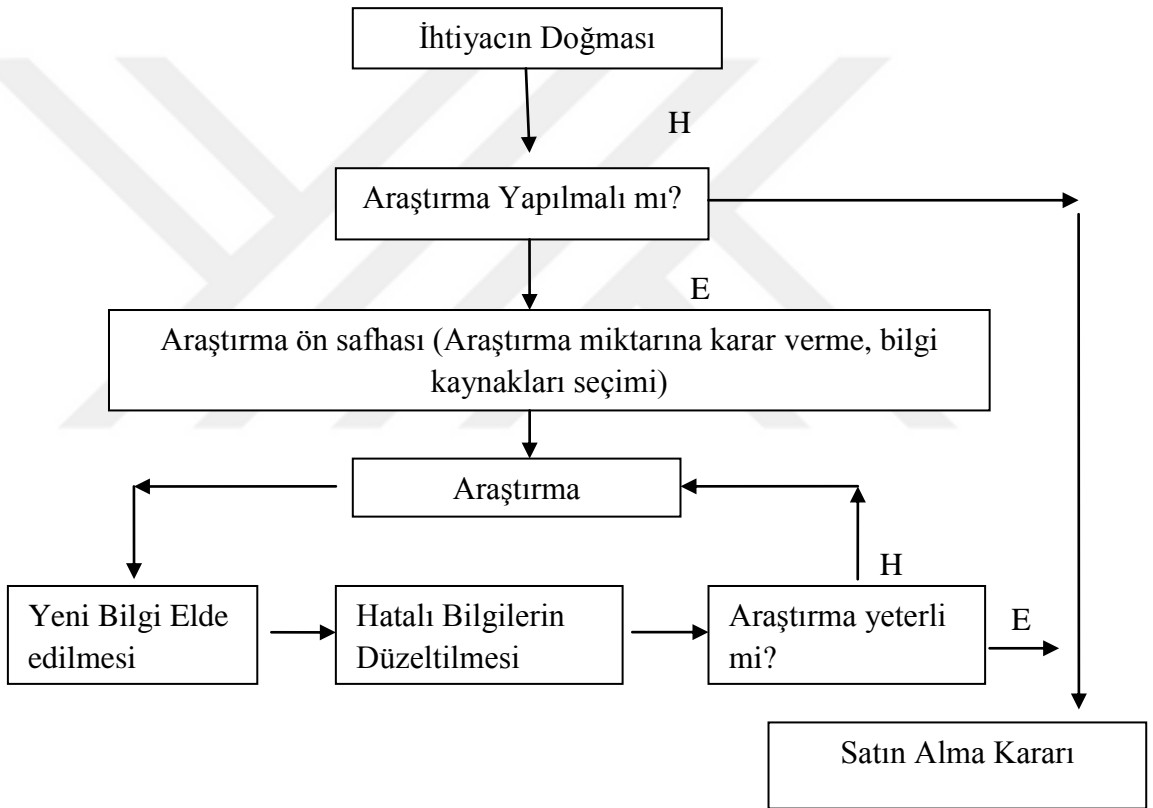 İhtiyacın Doğması
H
Araştırma Yapılmalı mı?
E
Araştırma ön safhası (Araştırma miktarına karar verme, bilgi
kaynakları seçimi)
Araştırma
H
Yeni Bilgi Elde
edilmesi
Hatalı Bilgilerin
Düzeltilmesi
Araştırma yeterli
mi?
E
Satın Alma Kararı